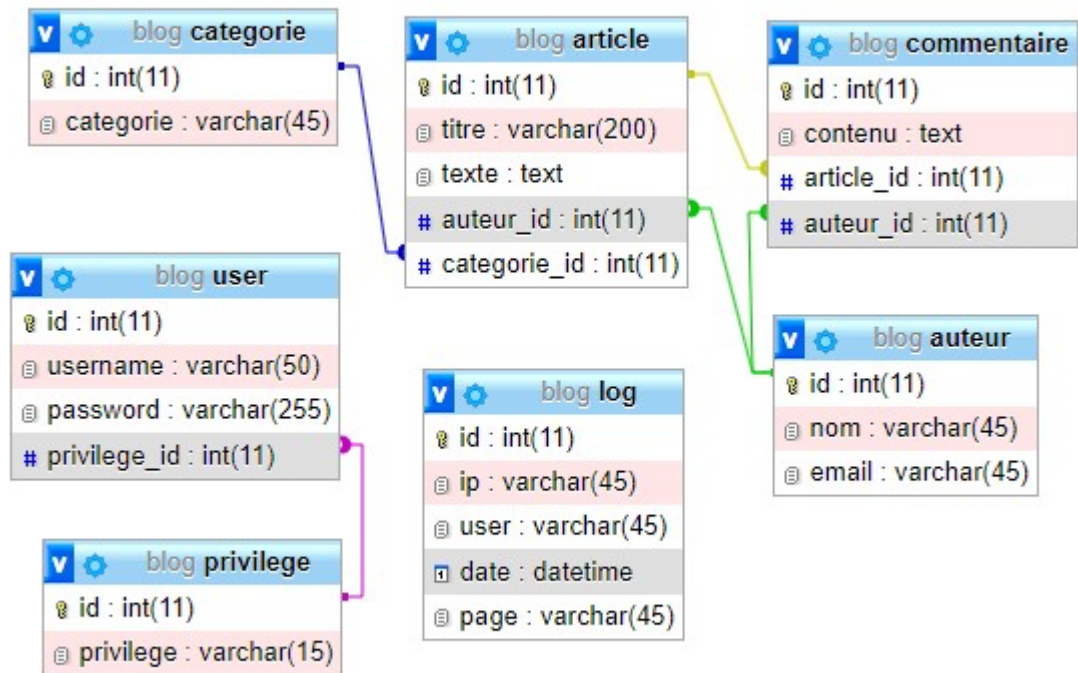 v blog categorie
id : int(11)
categorie : varchar(45)
v blog article
id : int(11)
titre : varchar(200)
texte : text
# auteur_id : int(11)
# categorie_id : int(11)
v blog commentaire
id : int(11)
contenu : text
# article_id : int(11)
# auteur_id : int(11)
v blog user
id : int(11)
username : varchar(50)
password : varchar(255)
# privilege_id : int(11)
v blog log
id : int(11)
ip : varchar(45)
user : varchar(45)
date : datetime
page : varchar(45)
v blog auteur
id : int(11)
nom : varchar(45)
email : varchar(45)
v blog privilege
id : int(11)
privilege : varchar(15)